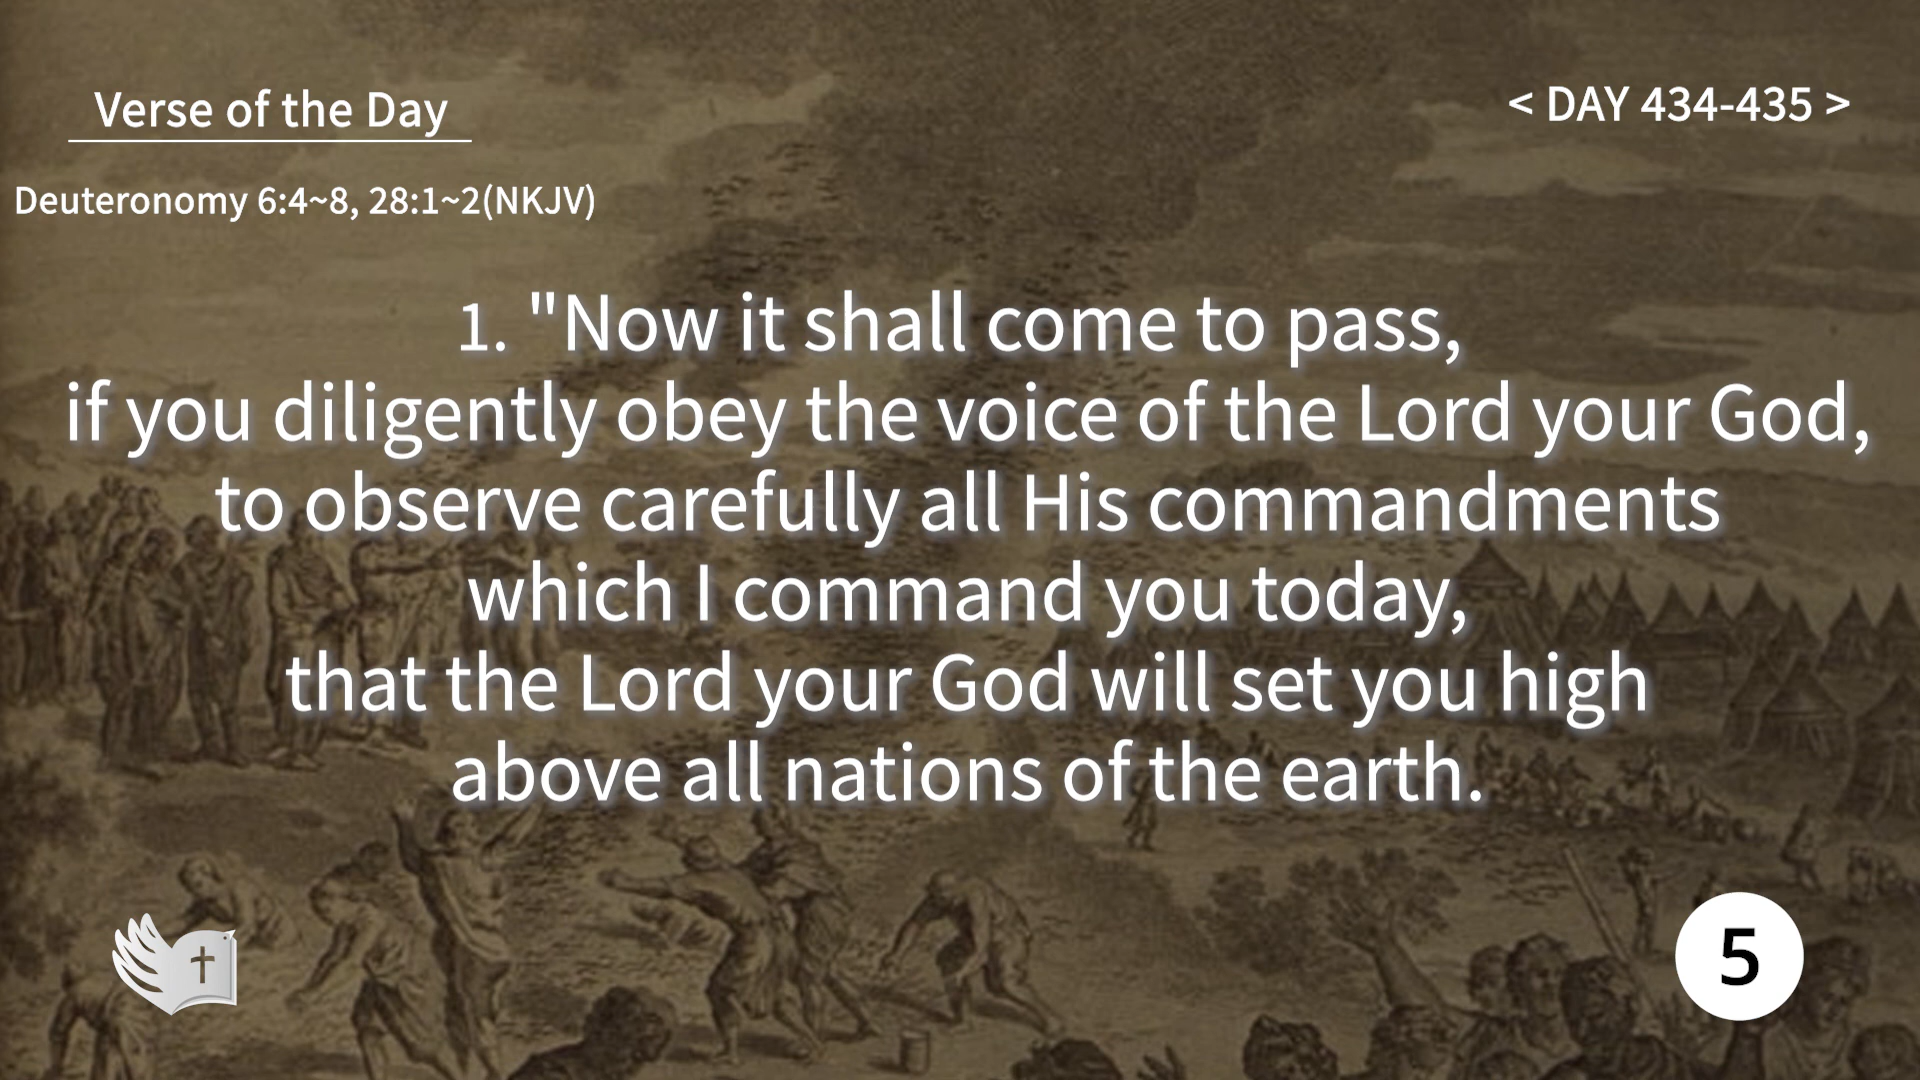 Verse of the Day
< DAY 434-435 >
Deuteronomy 6:4~8, 28:1~2(NKJV)
1. "Now it shall come to pass,
if you diligently obey the voice of the Lord your God,
to observe carefully all His commandments
which I command you today,
that the Lord your God will set you high
above all nations of the earth.
5